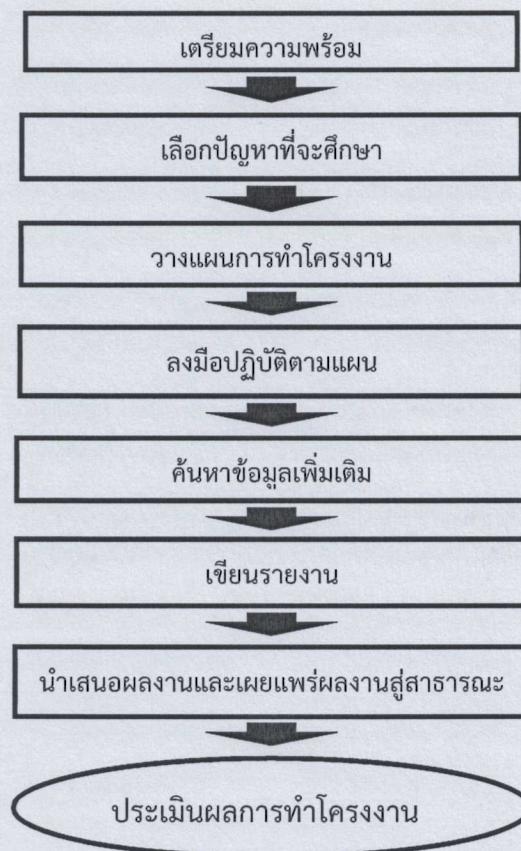 เตรียมความพร้อม
เลือกปัญหาที่จะศึกษา
วางแผนการทำโครงงาน
ลงมือปฏิบัติตามแผน
ค้นหาข้อมูลเพิ่มเติม
เขียนรายงาน
นำเสนอผลงานและเผยแพร่ผลงานสู่สาธารณะ
ประเมินผลการทำโครงงาน